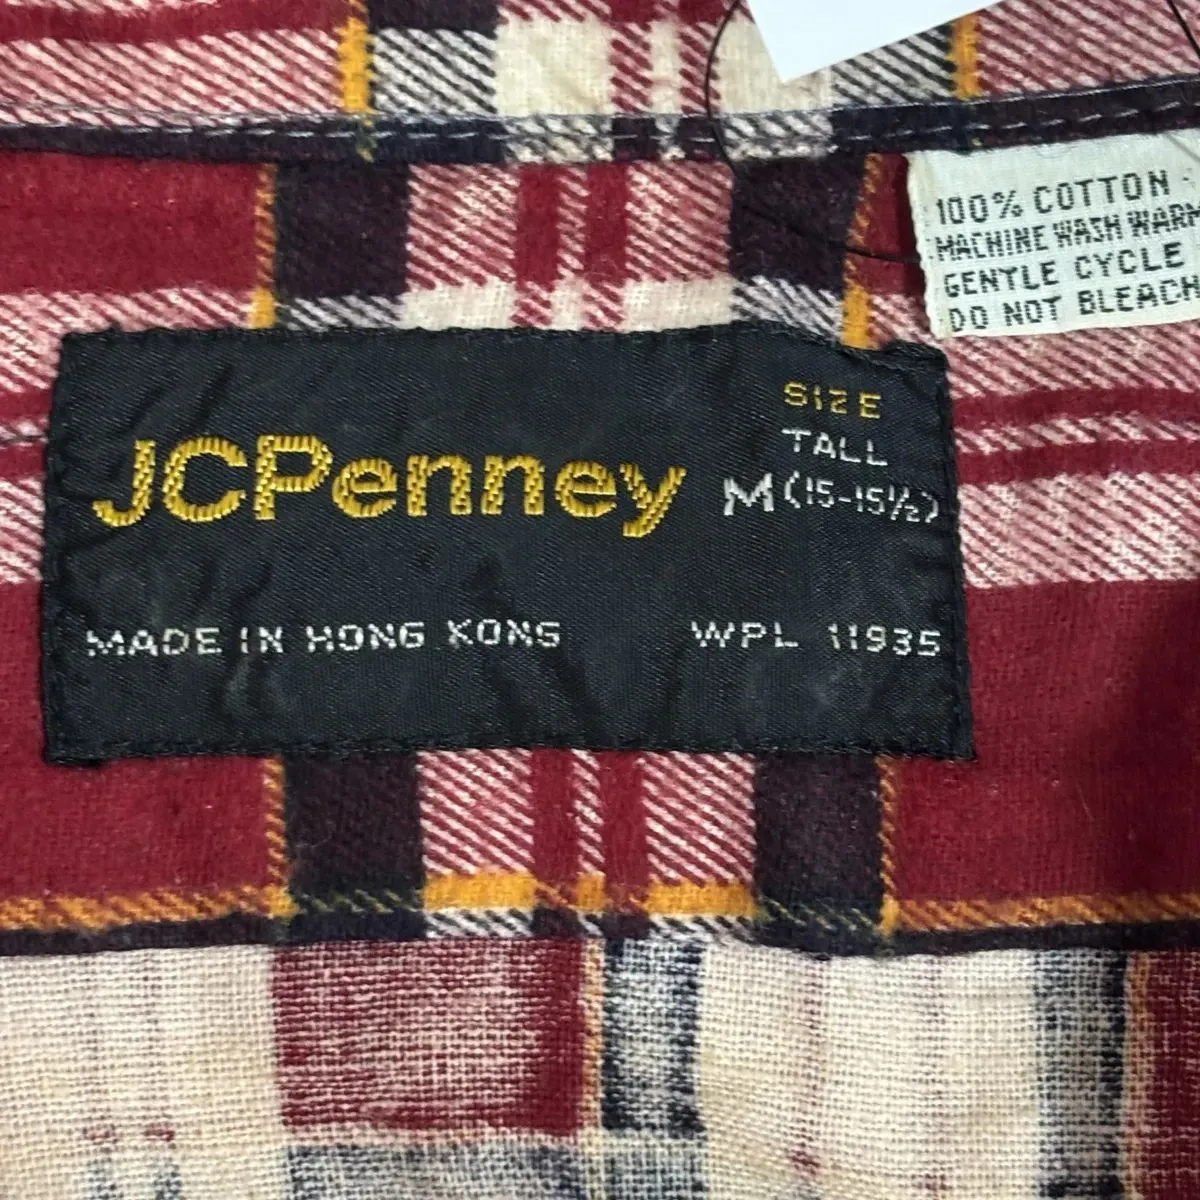 100% COTTON
MACHINE WASH WARM
GENTLE CYCLE
DO NOT BLEACH
SIZE
TALL
JCPenney M (15-15½)
MADE IN HONG KONG WPL 11935